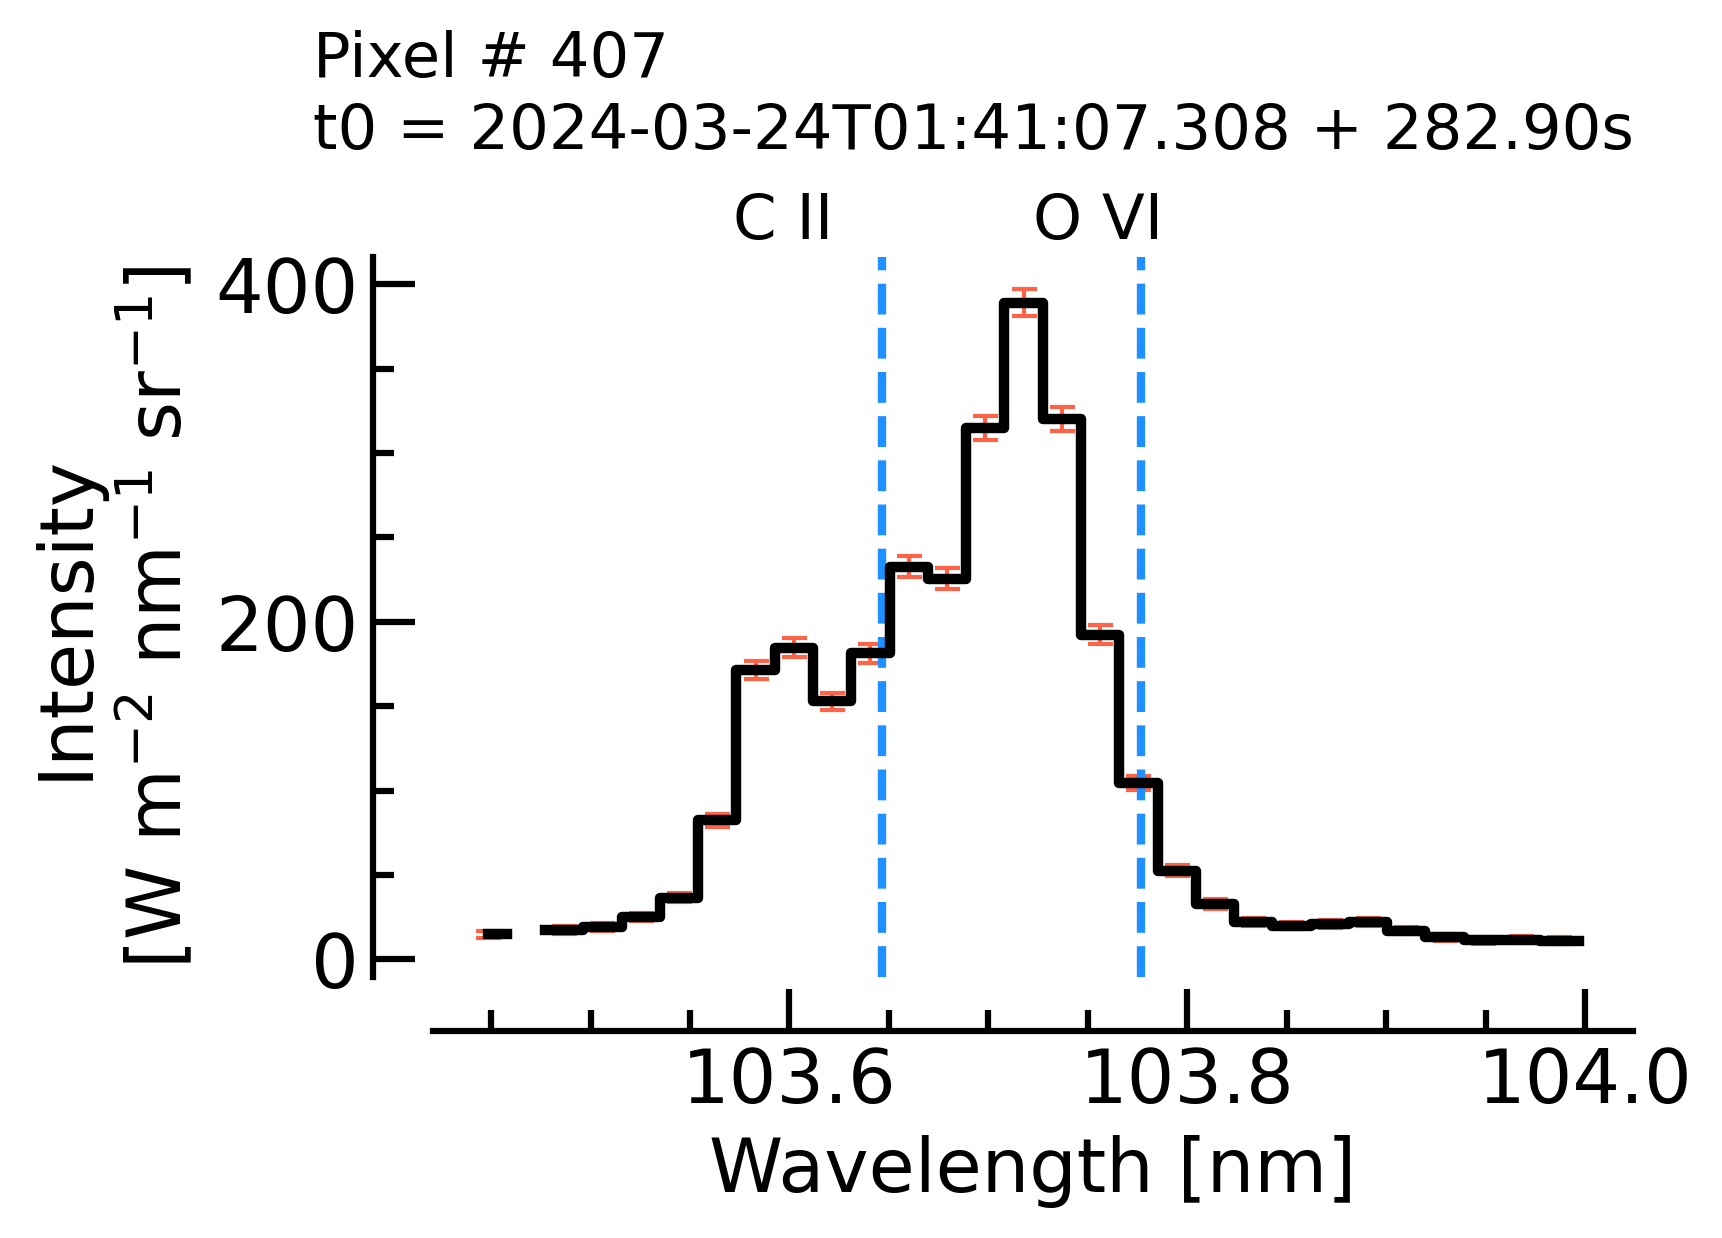 Pixel # 407
t0 = 2024-03-24T01:41:07.308 + 282.90s
C II O VI
Intensity
[W m⁻² nm⁻¹ sr⁻¹]
400
200
0
103.6 103.8 104.0
Wavelength [nm]